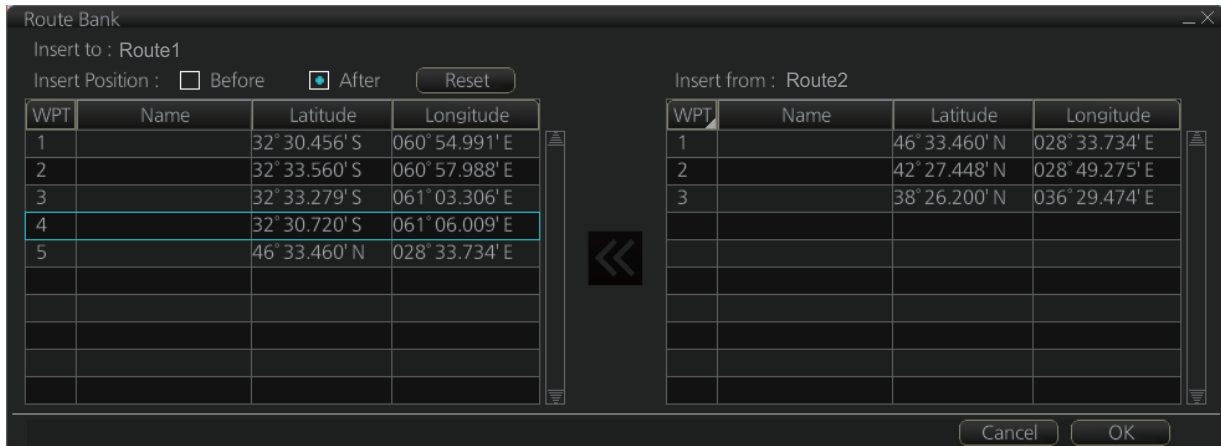 Route Bank
Insert to : Route1
Insert Position : Before After Reset
Insert from : Route2
WPT Name Latitude Longitude
1 32°30.456' S 060°54.991' E
2 32°33.560' S 060°57.988' E
3 32°33.279' S 061°03.306' E
4 32°30.720' S 061°06.009' E
5 46°33.460' N 028°33.734' E
WPT Name Latitude Longitude
1 46°33.460' N 028°33.734' E
2 42°27.448' N 028°49.275' E
3 38°26.200' N 036°29.474' E
Cancel OK